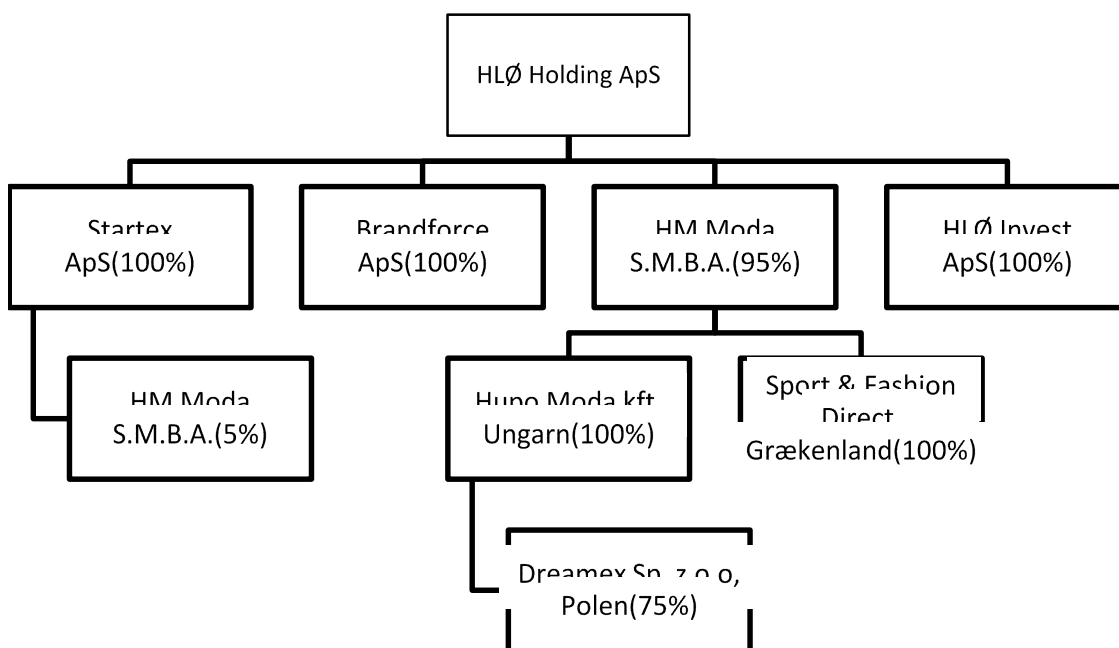 HLØ Holding ApS
Startex
ApS(100%)
Brandforce
ApS(100%)
HM Moda
S.M.B.A.(95%)
HLØ Invest
ApS(100%)
HM Moda
S.M.B.A.(5%)
Hupo Moda kft
Ungarn(100%)
Sport & Fashion
Direct
Grækenland(100%)
Dreamex Sp. z o.o,
Polen(75%)